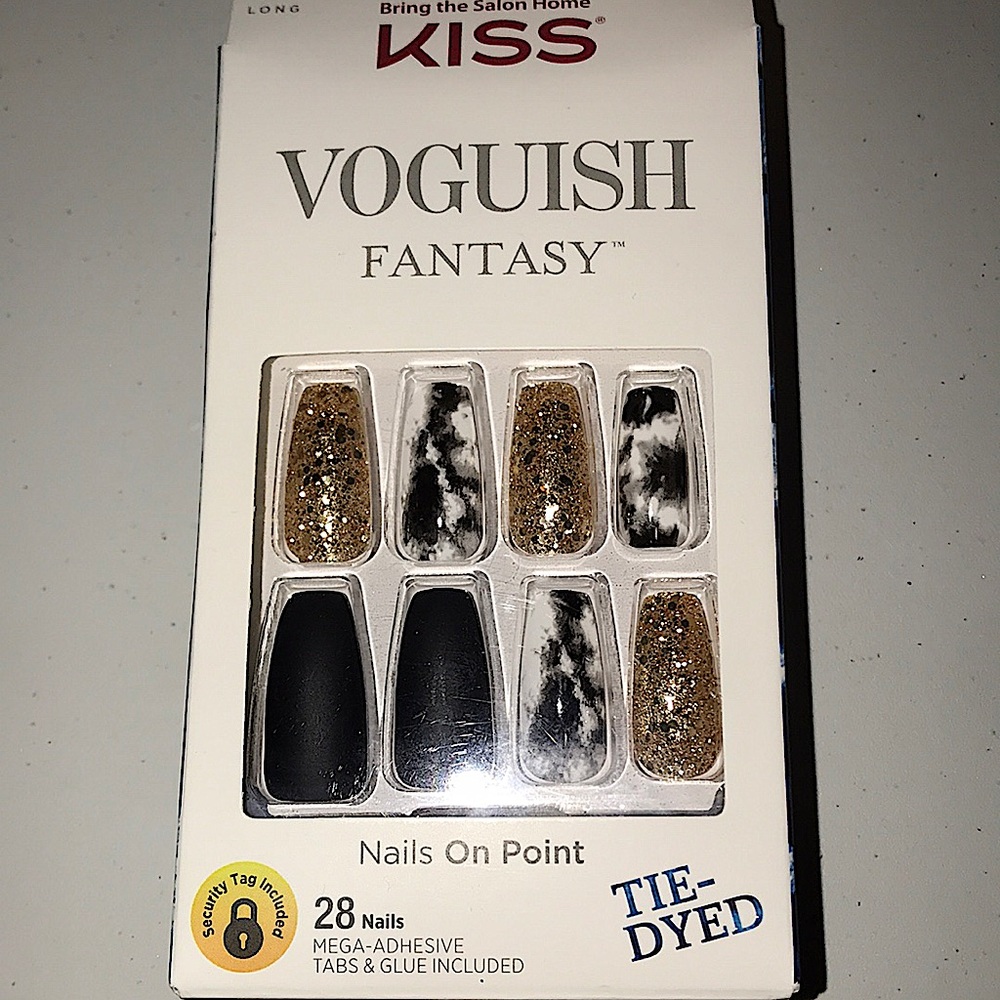 LONG
Bring the Salon Home
KISS®
VOGUISH
FANTASY™
Nails On Point
Security Tag Included
28 Nails
MEGA-ADHESIVE
TABS & GLUE INCLUDED
TIE-
DYED